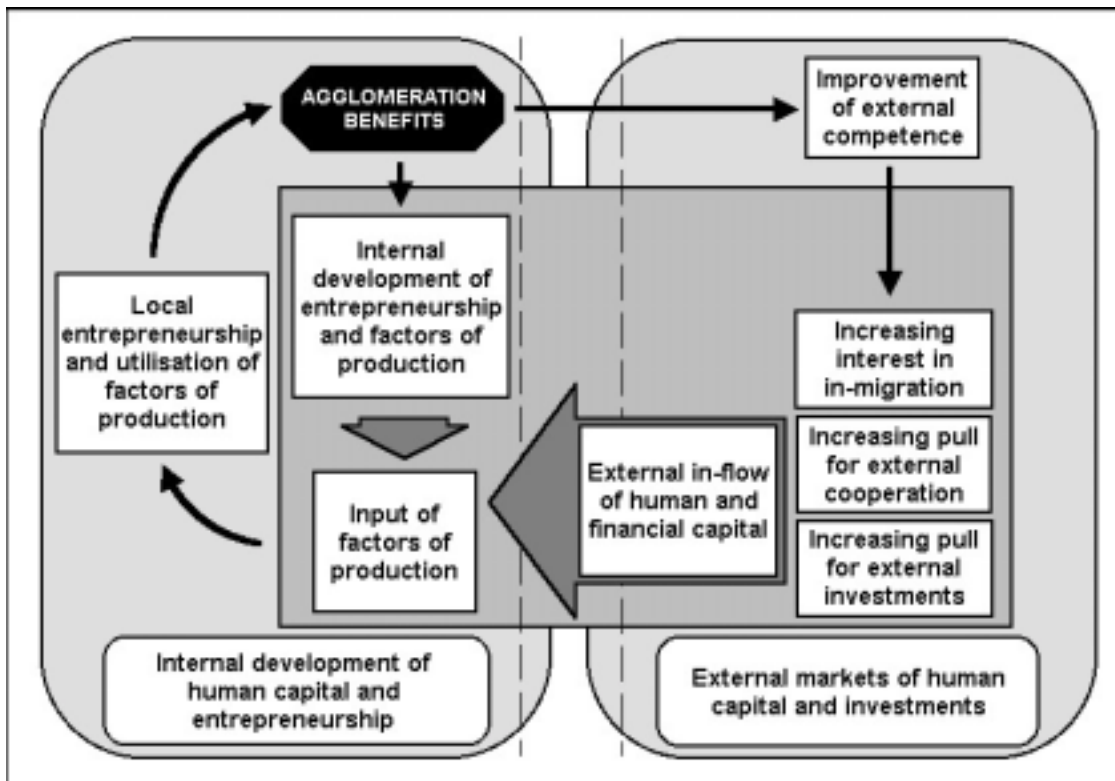 AGGLOMERATION
BENEFITS
Improvement
of external
competence
Internal
development of
entrepreneurship
and factors of
production
Local
entrepreneurship
and utilisation of
factors of
production
Increasing
interest in
in-migration
Increasing pull
for external
cooperation
Increasing pull
for external
investments
External in-flow
of human and
financial capital
Input of
factors of
production
Internal development of
human capital and
entrepreneurship
External markets of human
capital and investments